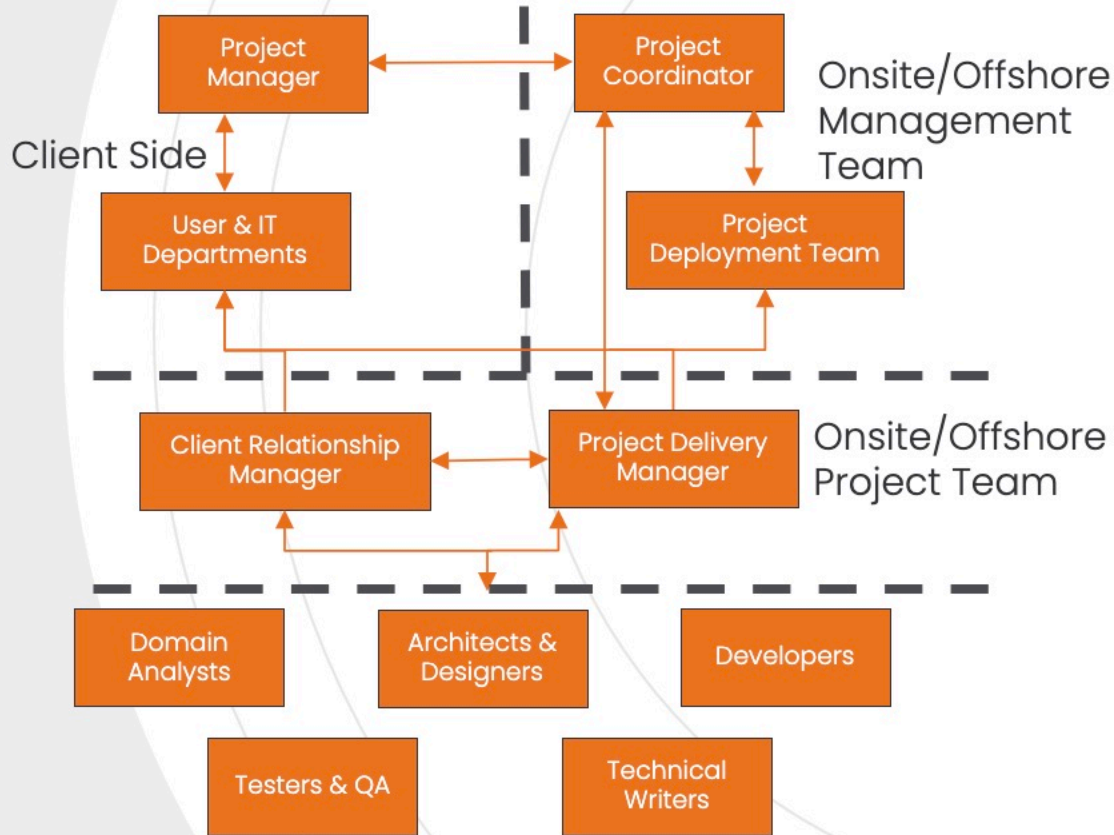 Project
Manager
Project
Coordinator
Onsite/Offshore
Management
Team
Client Side
User & IT
Departments
Project
Deployment Team
Client Relationship
Manager
Project Delivery
Manager
Onsite/Offshore
Project Team
Domain
Analysts
Architects &
Designers
Developers
Testers & QA
Technical
Writers